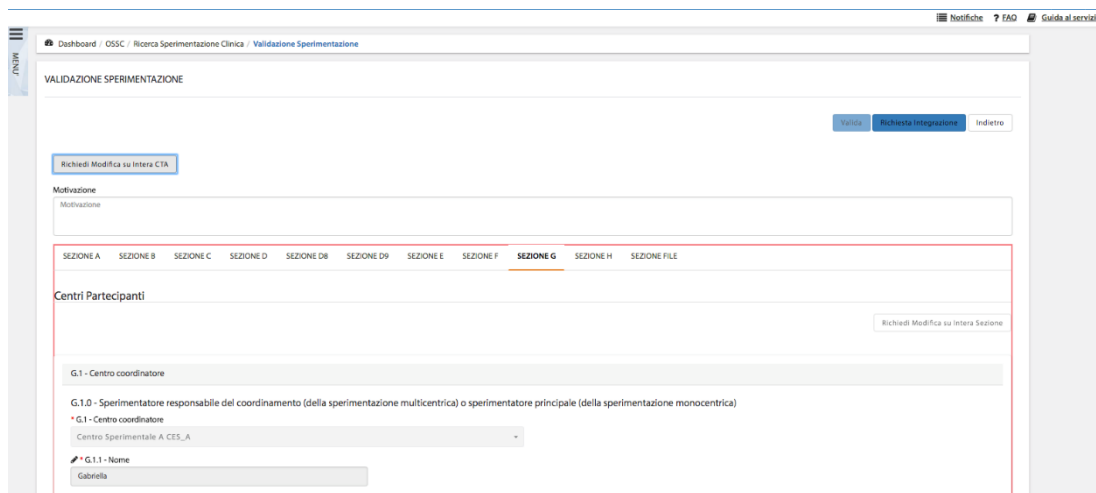 Notifiche ? FAQ Guida al servizi
MENU'
Dashboard / OSSC / Ricerca Sperimentazione Clinica / Validazione Sperimentazione
VALIDAZIONE SPERIMENTAZIONE
Valida Richiesta Integrazione Indietro
Richiedi Modifica su Intera CTA
Motivazione
Motivazione
SEZIONE A SEZIONE B SEZIONE C SEZIONE D SEZIONE D8 SEZIONE D9 SEZIONE E SEZIONE F SEZIONE G SEZIONE H SEZIONE FILE
Centri Partecipanti
Richiedi Modifica su Intera Sezione
G.1 - Centro coordinatore
G.1.0 - Sperimentatore responsabile del coordinamento (della sperimentazione multicentrica) o sperimentatore principale (della sperimentazione monocentrica)
* G.1 - Centro coordinatore
Centro Sperimentale A CES_A
* G.1.1 - Nome
Gabriella